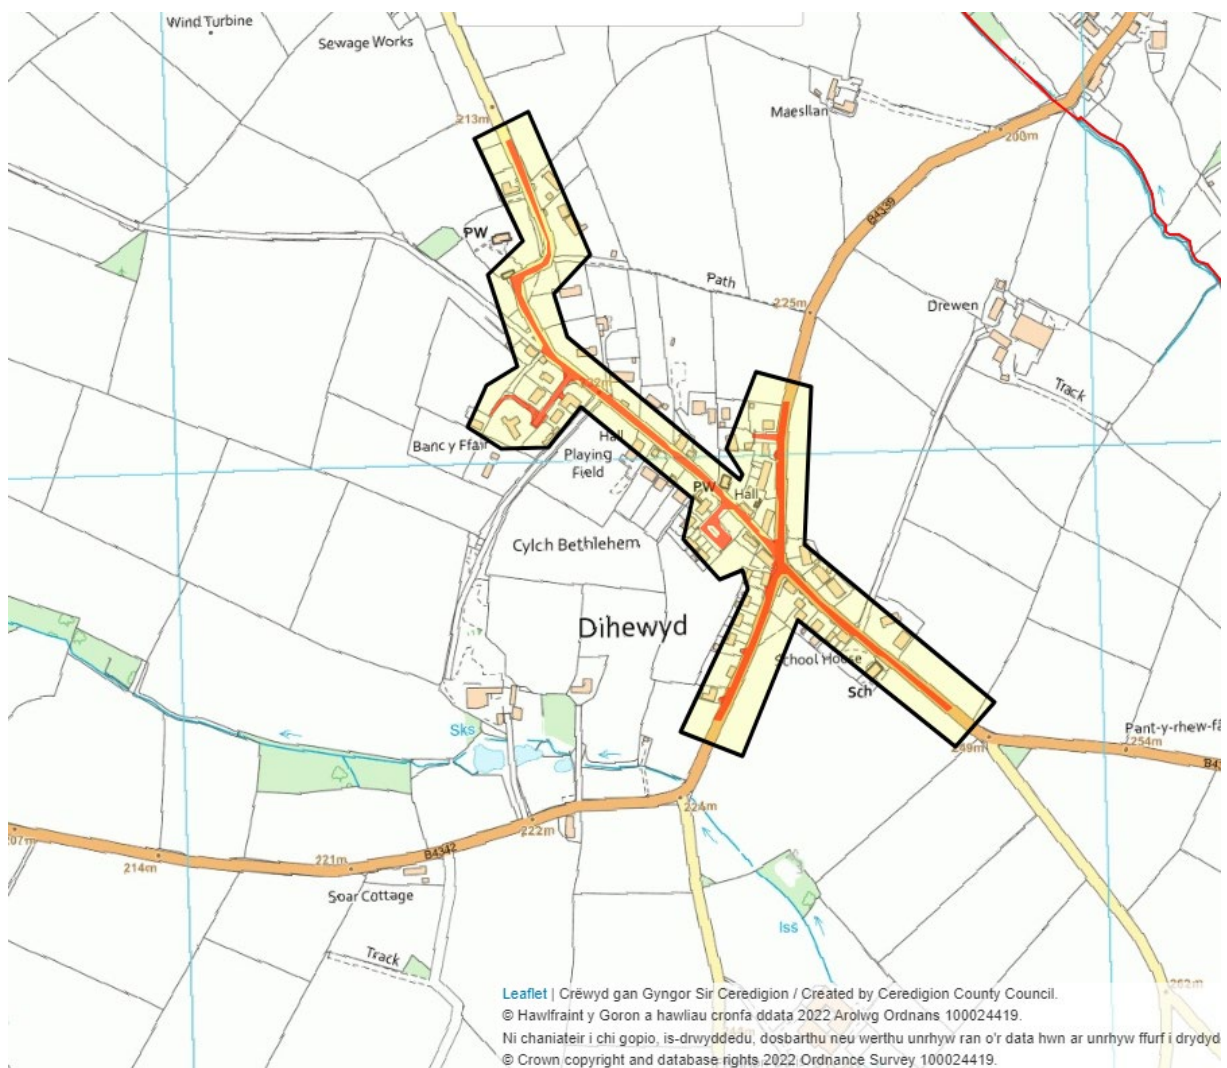 Wind Turbine
Sewage Works
213m
Maesllan
200m
B4339
PW
Path
225m
Drewen
Track
232m
Bancy Ffair
Hall
Playing
Field
PW
Hall
Cylch Bethlehem
Dihewyd
School House
Sch
Sks
249m
Pant-y-rhew-fa
254m
224m
222m
207m
214m
221m
B4342
Soar Cottage
Track
Iss
262m
Leaflet | Crëwyd gan Gyngor Sir Ceredigion / Created by Ceredigion County Council.
© Hawlfraint y Goron a hawliau cronfa ddata 2022 Arolwg Ordnans 100024419.
Ni chaniateir i chi gopio, is-drwyddedu, dosbarthu neu werthu unrhyw ran o'r data hwn ar unrhyw ffurf i drydyd
© Crown copyright and database rights 2022 Ordnance Survey 100024419.